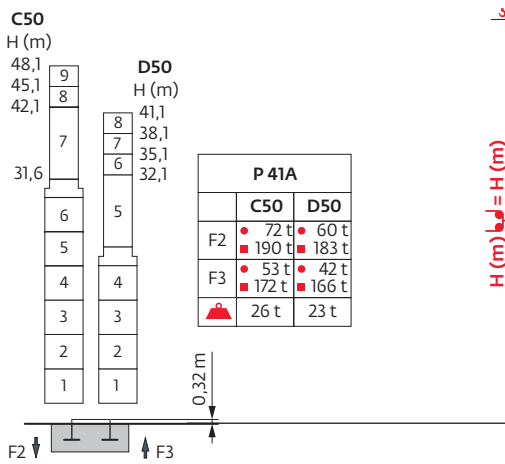 C50
H (m)
48,1
45,1
42,1
31,6
9
8
7
6
5
4
3
2
1
D50
H (m)
41,1
38,1
35,1
32,1
8
7
6
5
4
3
2
1
P 41A
C50 D50
F2 72 t 60 t
190 t 183 t
F3 53 t 42 t
172 t 166 t
26 t 23 t
0,32 m
F2 F3
H (m) = H (m)